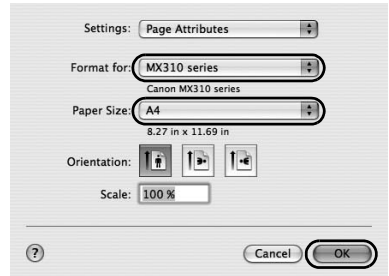 Settings: Page Attributes
Format for: MX310 series
Canon MX310 series
Paper Size: A4
8.27 in x 11.69 in
Orientation:
Scale: 100 %
? Cancel OK